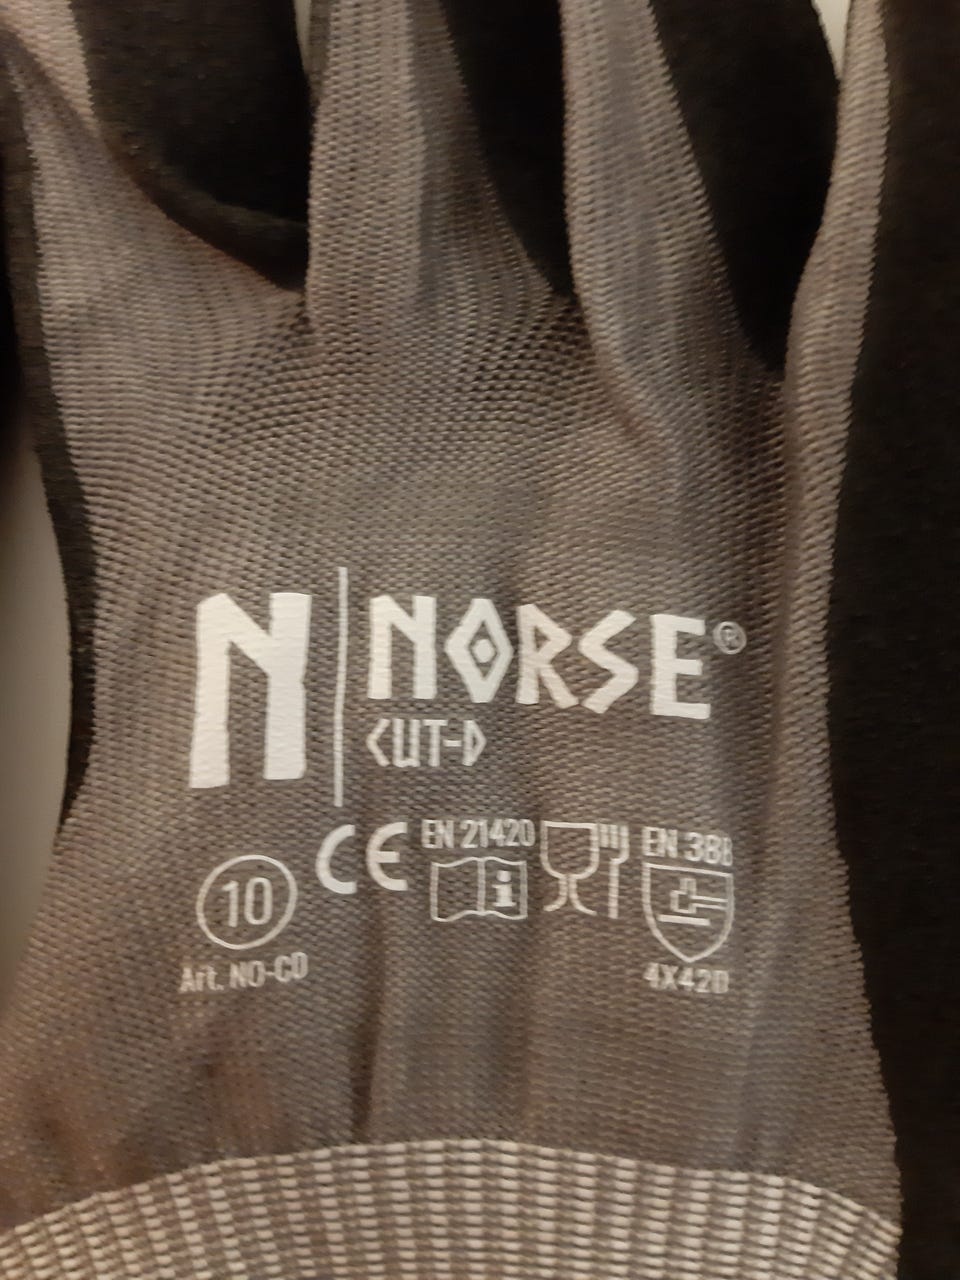 N
NORSE®
CUT-D
10
CE
EN 21420
i
EN 388
Art. NO-CD
4X42D